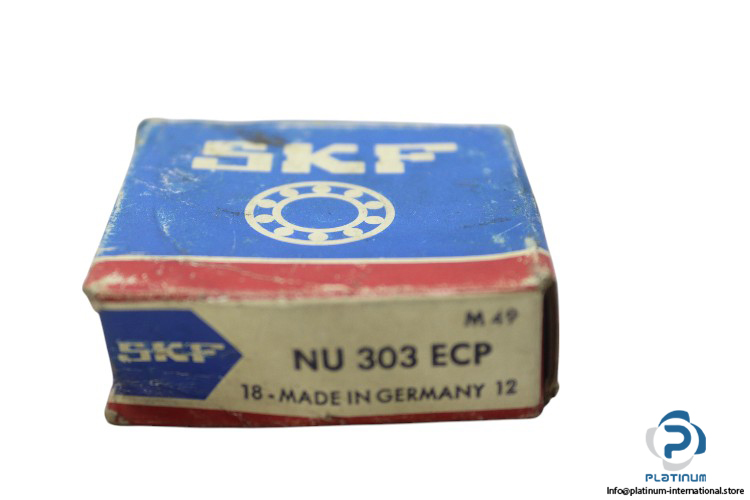 SKF
M 49
SKF
NU 303 ECP
18-MADE IN GERMANY 12
PLATINUM
Info@platinum-international.store